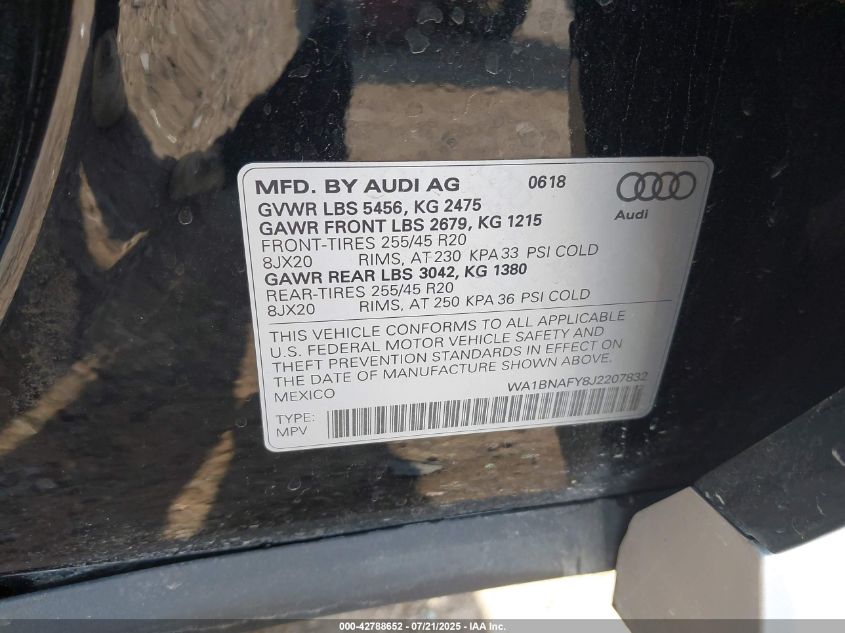 MFD. BY AUDI AG 0618
GVWR LBS 5456, KG 2475
GAWR FRONT LBS 2679, KG 1215
FRONT-TIRES 255/45 R20
8JX20 RIMS, AT 230 KPA 33 PSI COLD
GAWR REAR LBS 3042, KG 1380
REAR-TIRES 255/45 R20
8JX20 RIMS, AT 250 KPA 36 PSI COLD
Audi
THIS VEHICLE CONFORMS TO ALL APPLICABLE
U.S. FEDERAL MOTOR VEHICLE SAFETY AND
THEFT PREVENTION STANDARDS IN EFFECT ON
THE DATE OF MANUFACTURE SHOWN ABOVE.
MEXICO WA1BNAFY8J2207832
TYPE:
MPV
000-42788652 - 07/21/2025 - © IAA Inc.